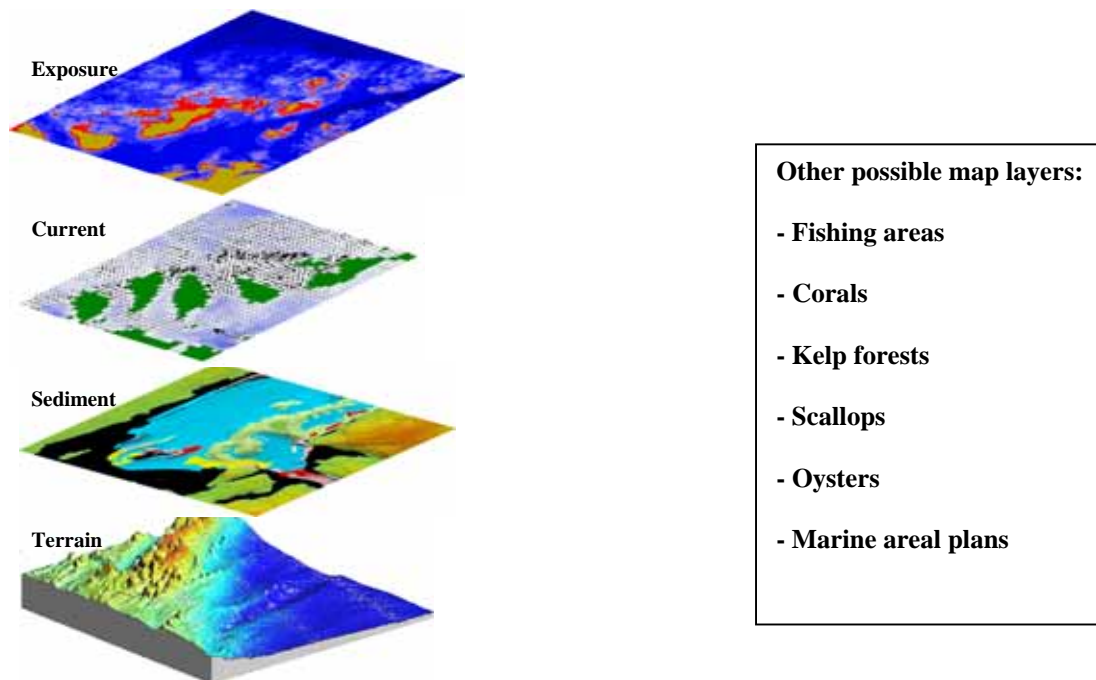 Exposure
Current
Sediment
Terrain
Other possible map layers:
- Fishing areas
- Corals
- Kelp forests
- Scallops
- Oysters
- Marine areal plans